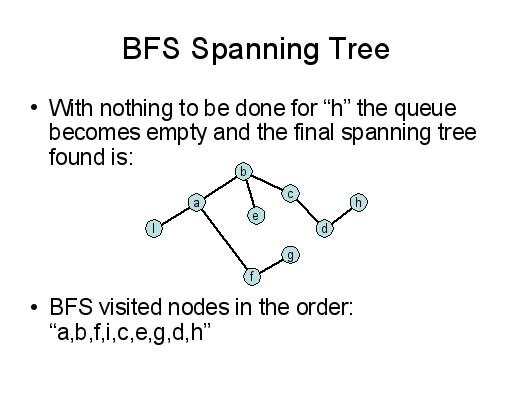 BFS Spanning Tree
• With nothing to be done for “h” the queue
becomes empty and the final spanning tree
found is:
b
a
c
h
I
e
d
g
f
• BFS visited nodes in the order:
“a,b,f,i,c,e,g,d,h”